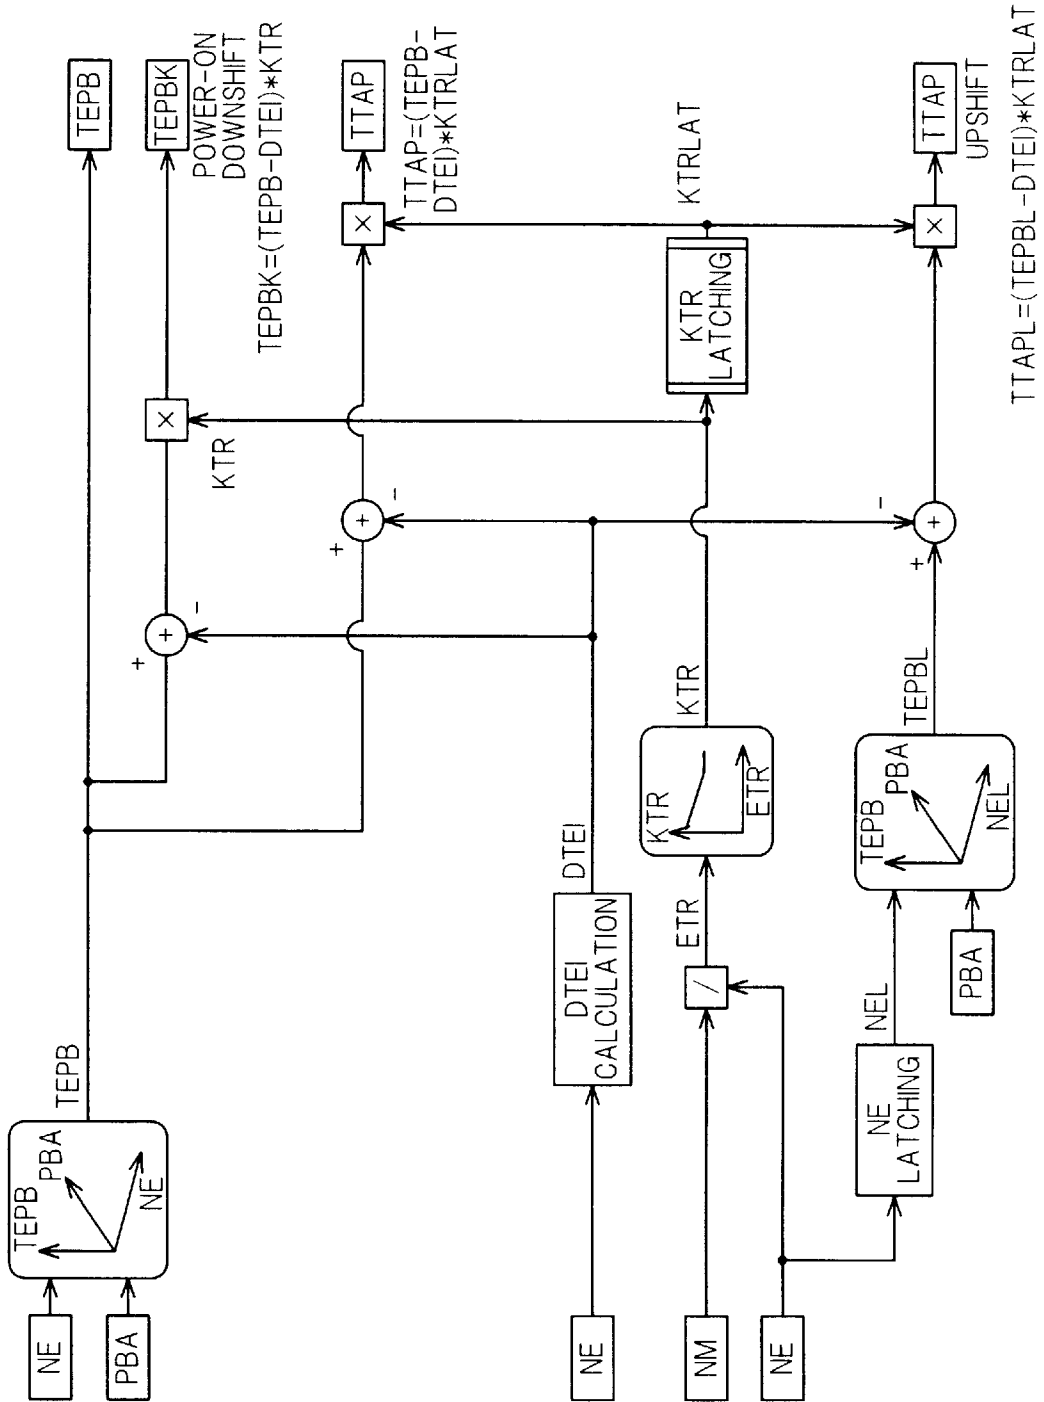 NE
PBA
TEPB
PBA
NE
TEPB
TEPB
+
+
-
KTR
×
TEPBK
POWER-ON
DOWNSHIFT
TEPBK=(TEPB-DTEI)*KTR
+
+
-
×
TTAP
TTAP=(TEPB-
DTEI)*KTRLAT
NE
DTEI
CALCULATION
DTEI
NM
/
ETR
KTR
ETR
KTR
KTR
LATCHING
KTRLAT
NE
NE
LATCHING
NEL
PBA
TEPB
PBA
NEL
TEPBL
+
+
-
×
TTAP
UPSHIFT
TTAPL=(TEPBL-DTEI)*KTRLAT